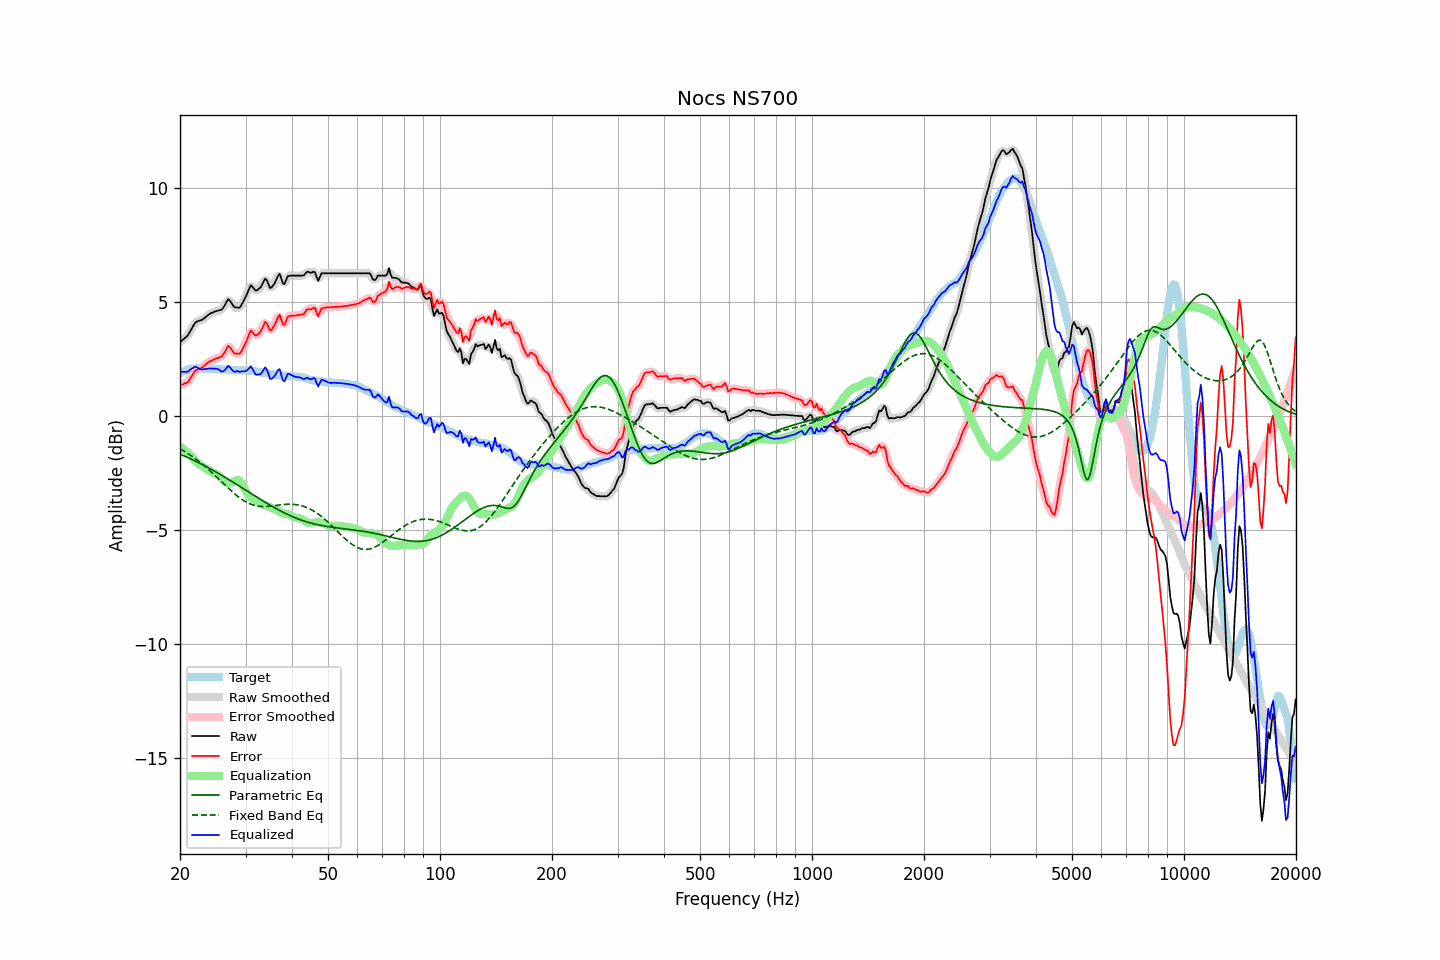 Nocs NS700
Amplitude (dBr)
10
5
0
−5
−10
−15
Target
Raw Smoothed
Error Smoothed
Raw
Error
Equalization
Parametric Eq
Fixed Band Eq
Equalized
20 50 100 200 500 1000 2000 5000 10000 20000
Frequency (Hz)